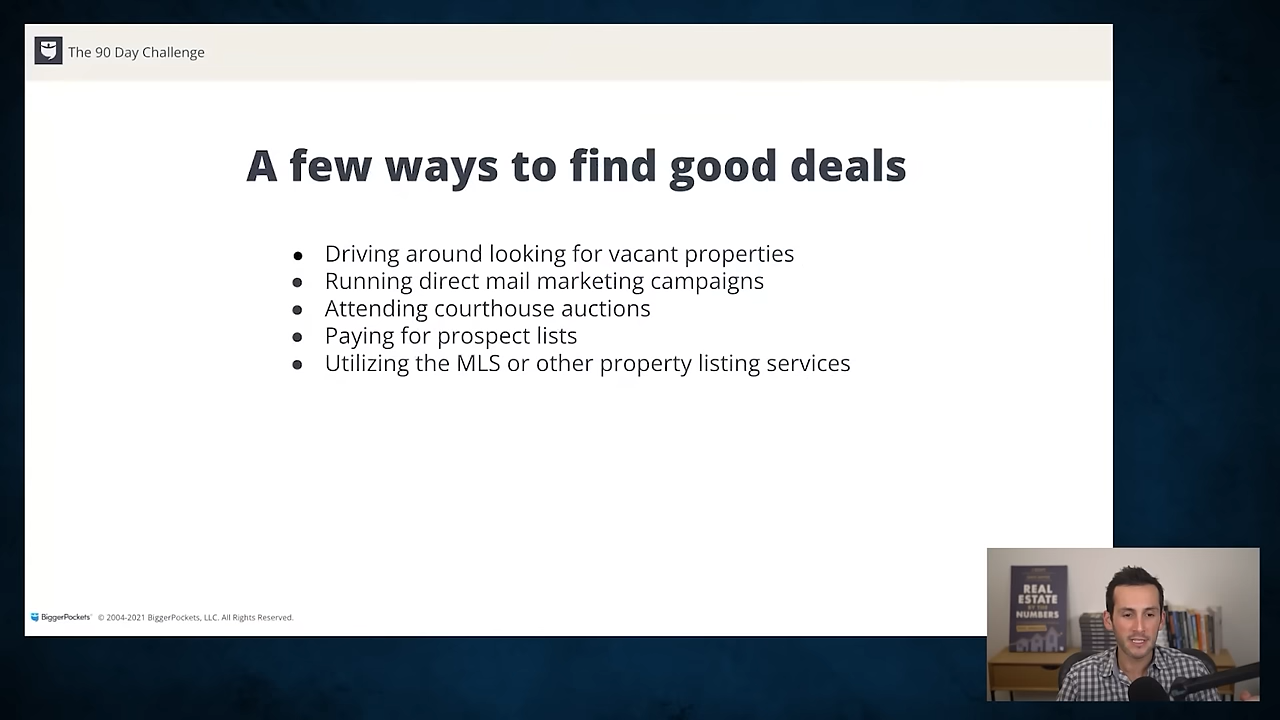 The 90 Day Challenge
A few ways to find good deals
● Driving around looking for vacant properties
● Running direct mail marketing campaigns
● Attending courthouse auctions
● Paying for prospect lists
● Utilizing the MLS or other property listing services
BiggerPockets © 2004-2021 BiggerPockets, LLC. All Rights Reserved.
REAL
ESTATE
BY THE
NUMBERS